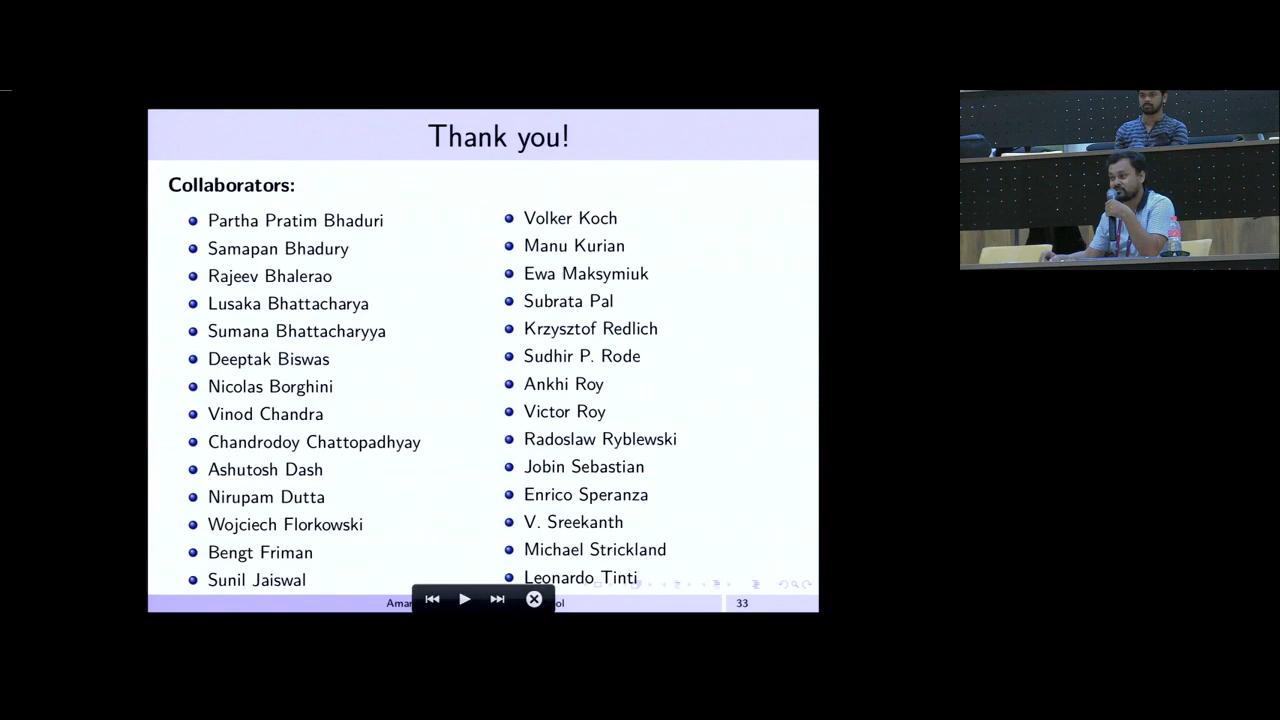 Thank you!
Collaborators:
Partha Pratim Bhaduri
Samapan Bhadury
Rajeev Bhalerao
Lusaka Bhattacharya
Sumana Bhattacharyya
Deeptak Biswas
Nicolas Borghini
Vinod Chandra
Chandrodoy Chattopadhyay
Ashutosh Dash
Nirupam Dutta
Wojciech Florkowski
Bengt Friman
Sunil Jaiswal
Volker Koch
Manu Kurian
Ewa Maksymiuk
Subrata Pal
Krzysztof Redlich
Sudhir P. Rode
Ankhi Roy
Victor Roy
Radoslaw Ryblewski
Jobin Sebastian
Enrico Speranza
V. Sreekanth
Michael Strickland
Leonardo Tinti
33